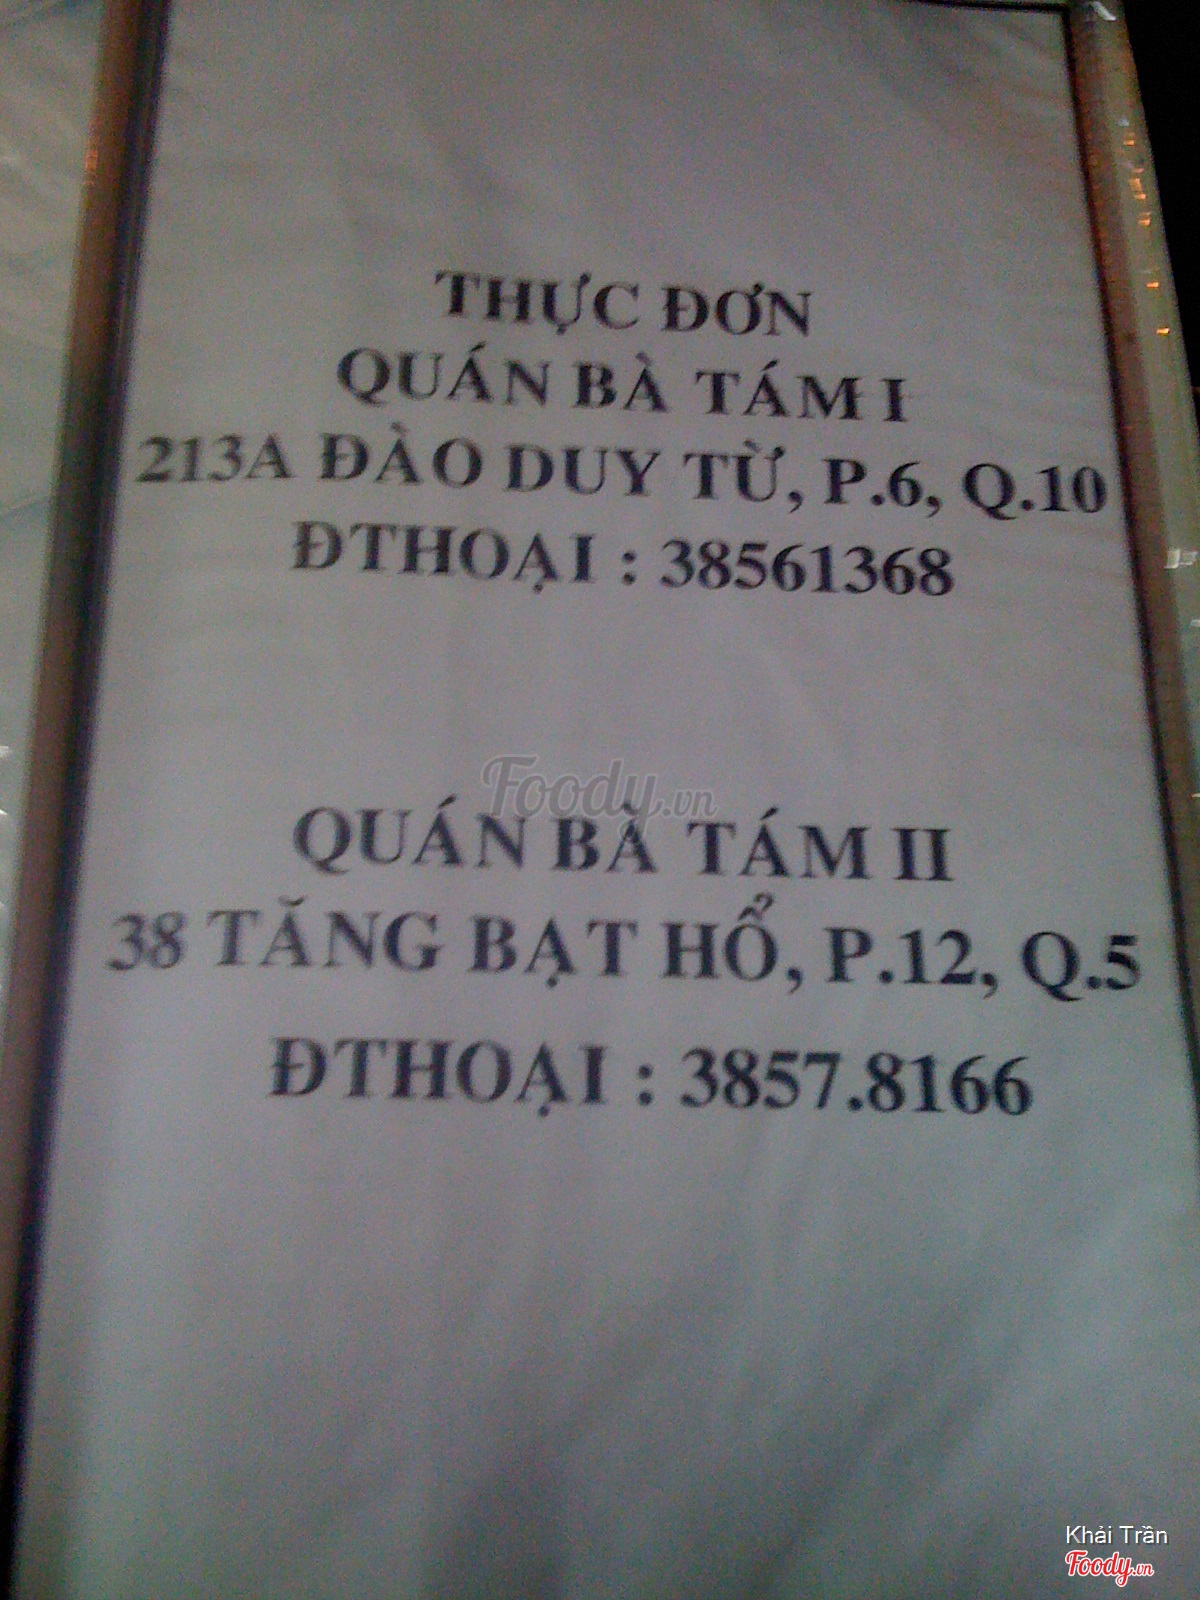 THỰC ĐƠN
QUÁN BÀ TÁM I
213A ĐÀO DUY TỪ, P.6, Q.10
ĐTHOẠI : 38561368
Foody.vn
QUÁN BÀ TÁM II
38 TĂNG BẠT HỔ, P.12, Q.5
ĐTHOẠI : 3857.8166
Khải Trần
Foody.vn